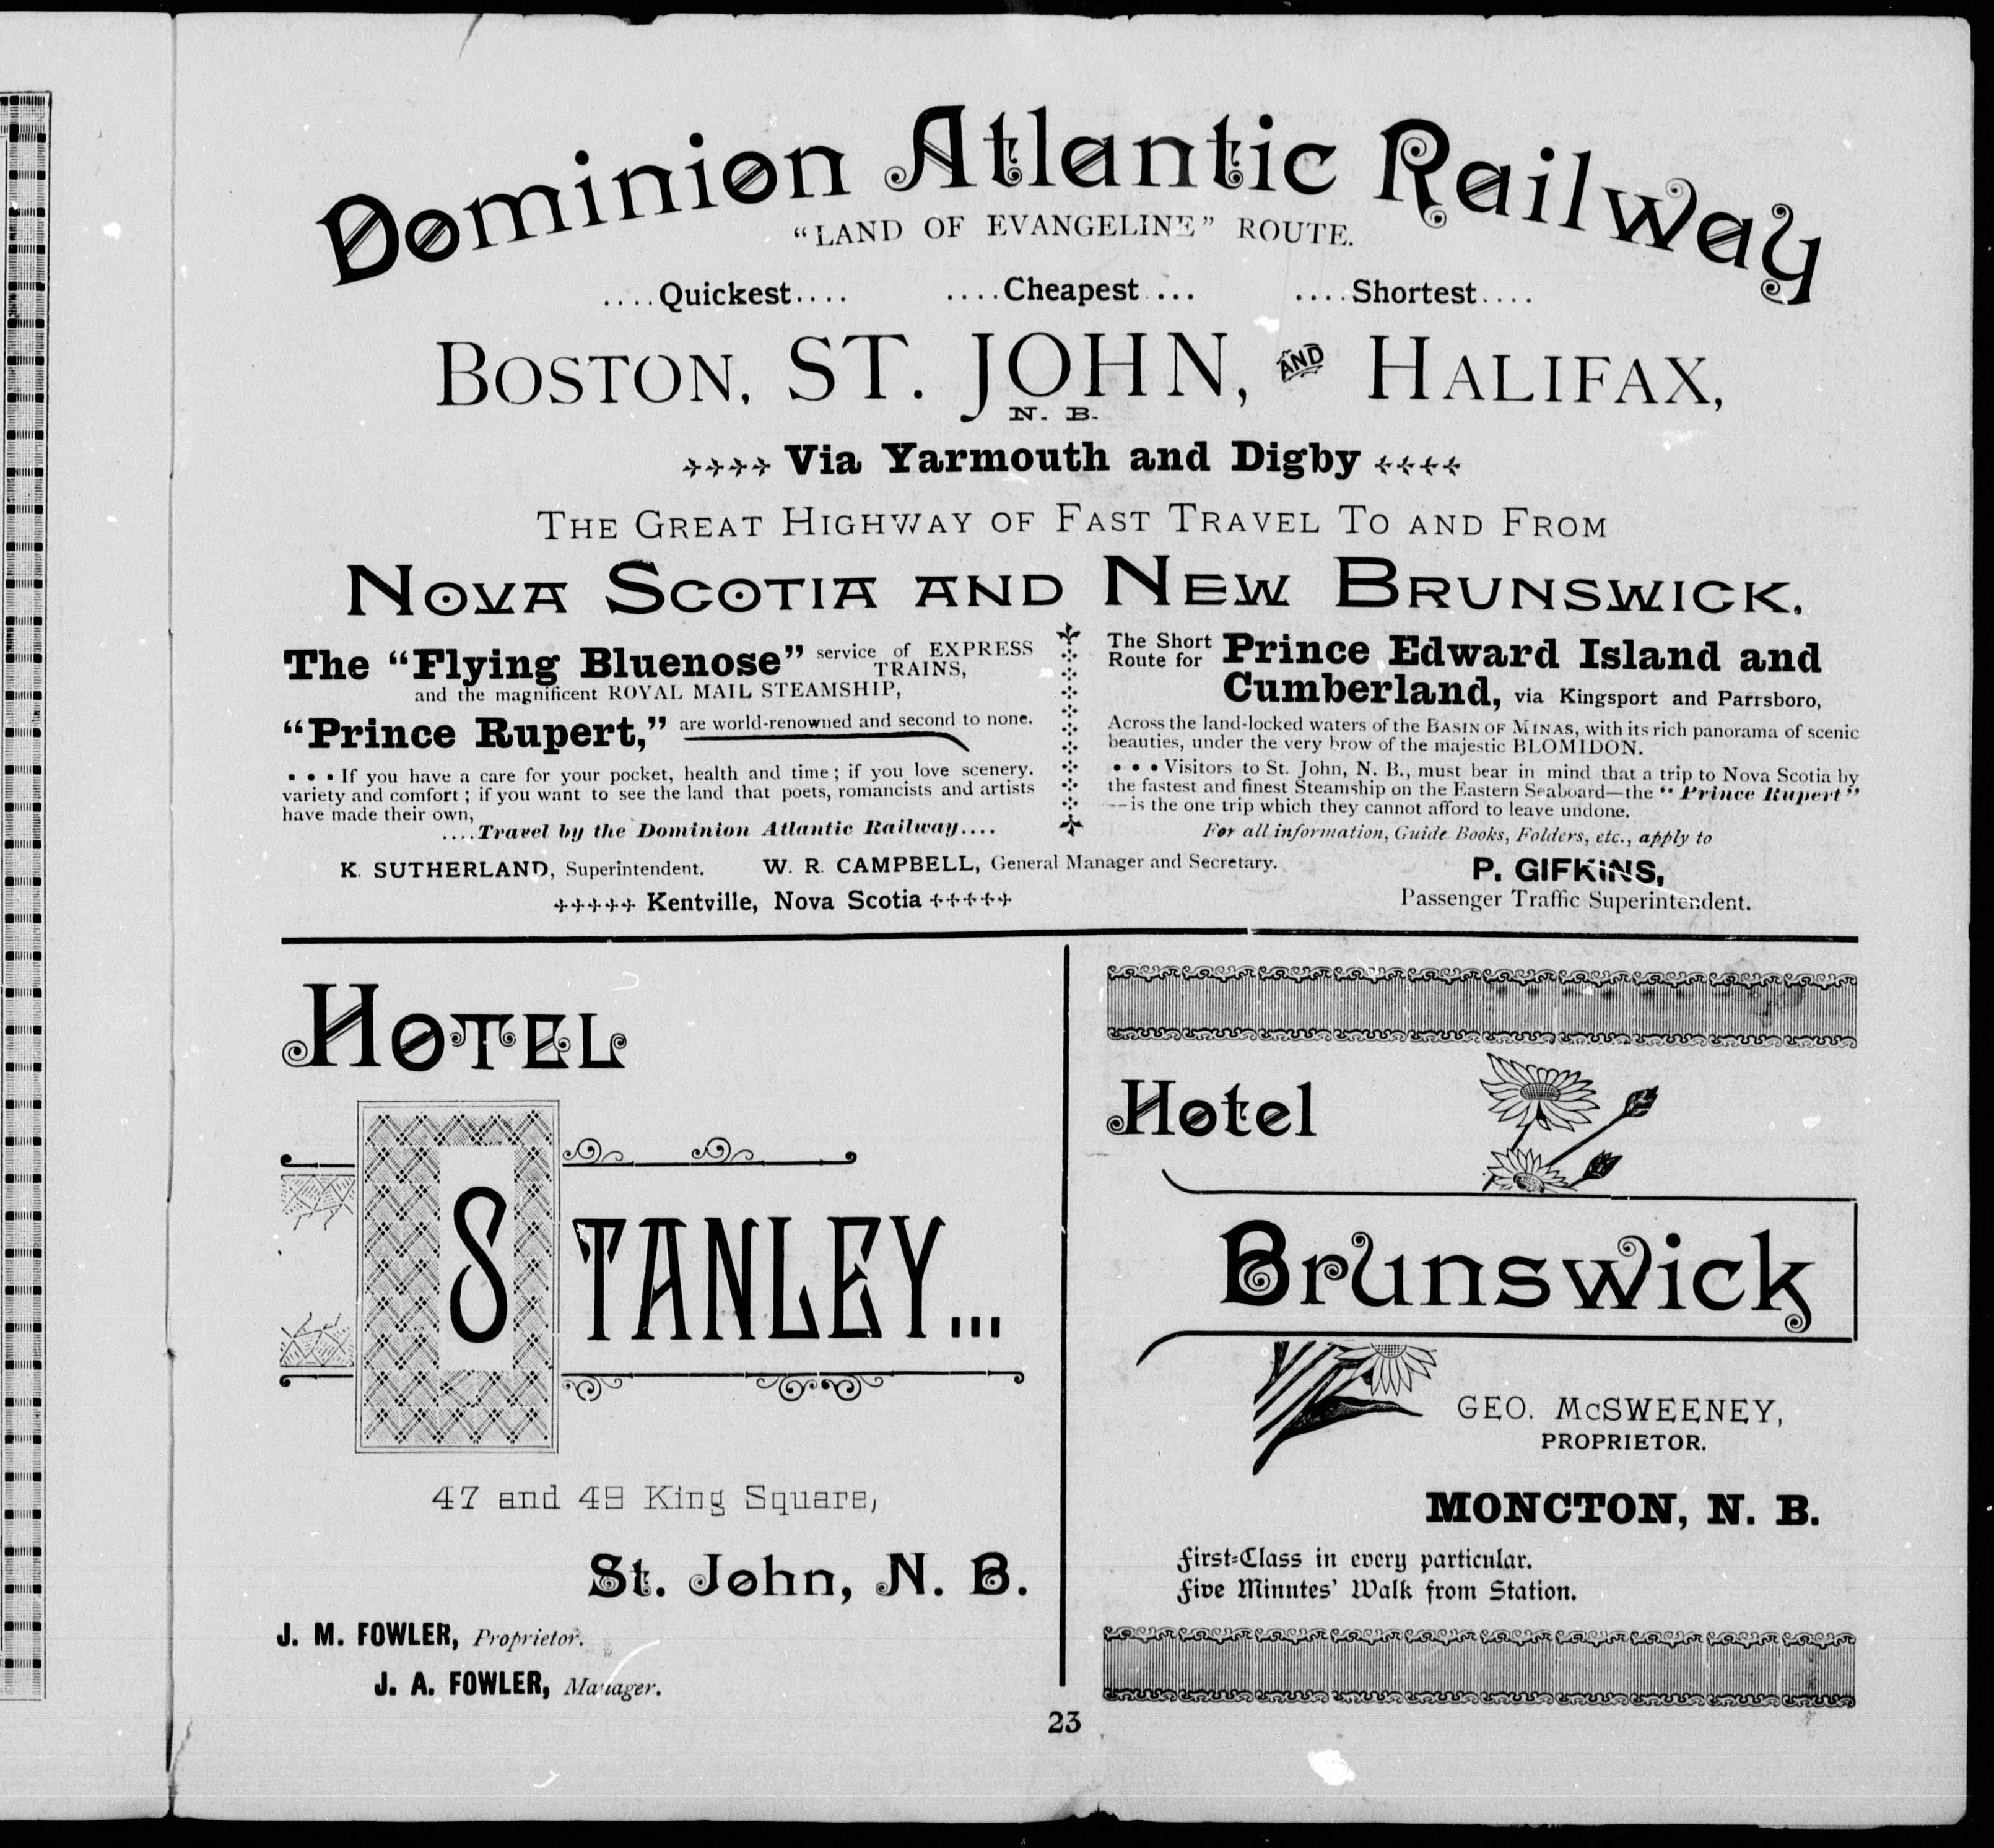 Dominion Atlantic Railway
“LAND OF EVANGELINE” ROUTE.
....Quickest.... ....Cheapest.... ....Shortest....
BOSTON, ST. JOHN, AND HALIFAX,
N. B.
Via Yarmouth and Digby
THE GREAT HIGHWAY OF FAST TRAVEL TO AND FROM
NOVA SCOTIA AND NEW BRUNSWICK.
The “Flying Bluenose” service of EXPRESS
TRAINS,
and the magnificent ROYAL MAIL STEAMSHIP,
“Prince Rupert,” are world-renowned and second to none.
• • • If you have a care for your pocket, health and time; if you love scenery.
variety and comfort; if you want to see the land that poets, romancists and artists
have made their own,
....Travel by the Dominion Atlantic Railway....
The Short
Route for Prince Edward Island and
Cumberland, via Kingsport and Parrsboro,
Across the land-locked waters of the BASIN OF MINAS, with its rich panorama of scenic
beauties, under the very brow of the majestic BLOMIDON.
• • • Visitors to St. John, N. B., must bear in mind that a trip to Nova Scotia by
the fastest and finest Steamship on the Eastern Seaboard—the “Prince Rupert”
--is the one trip which they cannot afford to leave undone.
For all information, Guide Books, Folders, etc., apply to
K. SUTHERLAND, Superintendent. W. R. CAMPBELL, General Manager and Secretary.
Kentville, Nova Scotia
P. GIFKINS,
Passenger Traffic Superintendent.
HOTEL
STANLEY...
47 and 49 King Square,
St. John, N. B.
J. M. FOWLER, Proprietor.
J. A. FOWLER, Manager.
Hotel
Brunswick
GEO. McSWEENEY,
PROPRIETOR.
MONCTON, N. B.
First-Class in every particular.
Five Minutes’ Walk from Station.
23